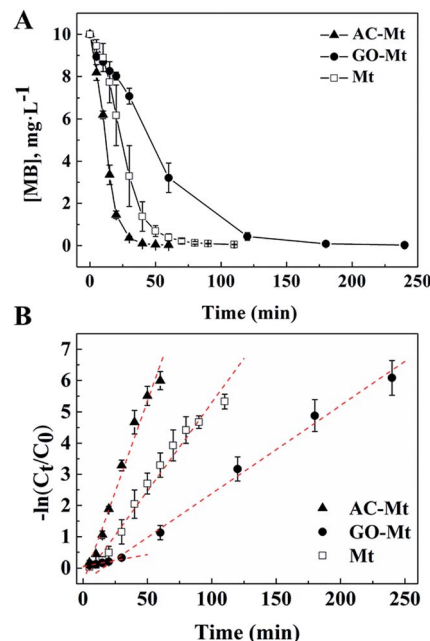 A
10
8
6
4
2
0
[MB], mg·L⁻¹
AC-Mt
GO-Mt
Mt
0 50 100 150 200 250
Time (min)
B
7
6
5
4
3
2
1
0
-ln(Ct/C0)
AC-Mt
GO-Mt
Mt
0 50 100 150 200 250
Time (min)